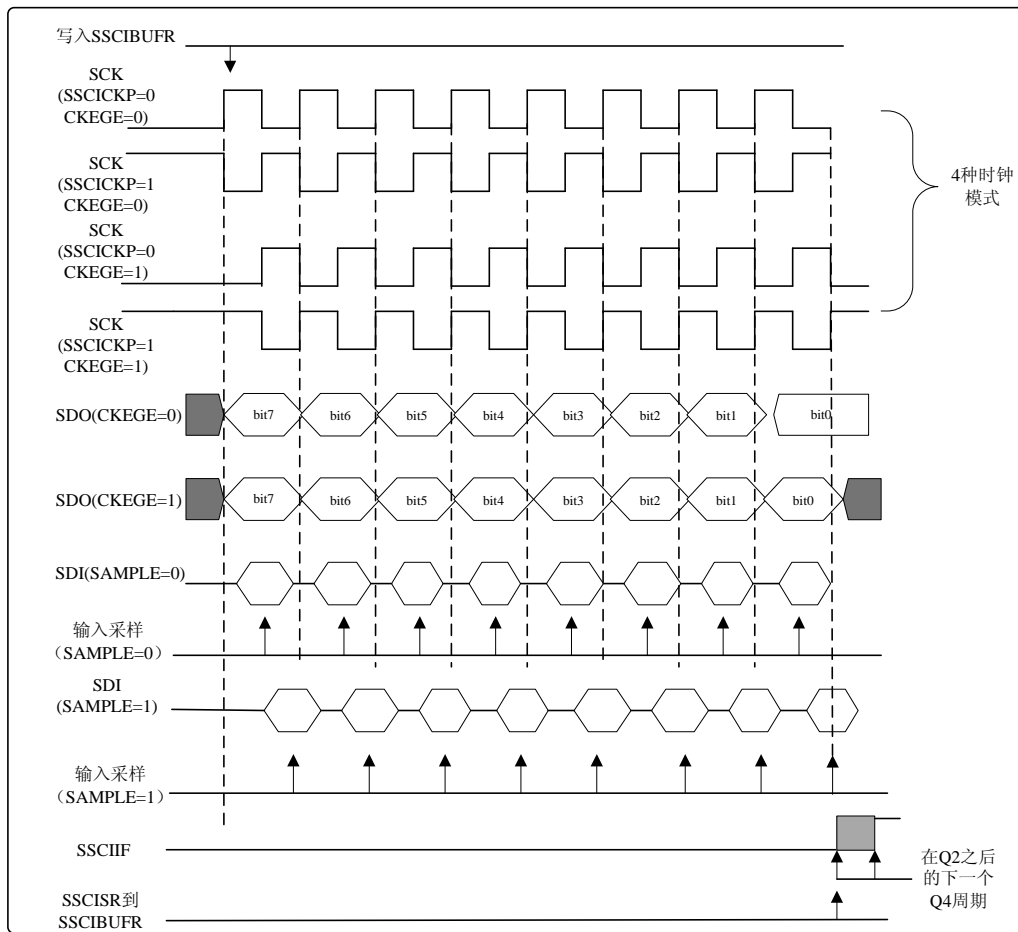 写入SSCIBUFR
SCK
(SSCICKP=0
CKEGE=0)
SCK
(SSCICKP=1
CKEGE=0)
4种时钟
模式
SCK
(SSCICKP=0
CKEGE=1)
SCK
(SSCICKP=1
CKEGE=1)
SDO(CKEGE=0)
bit7
bit6
bit5
bit4
bit3
bit2
bit1
bit0
SDO(CKEGE=1)
bit7
bit6
bit5
bit4
bit3
bit2
bit1
bit0
SDI(SAMPLE=0)
输入采样
（SAMPLE=0）
SDI
(SAMPLE=1)
输入采样
（SAMPLE=1）
SSCIIF
在Q2之后
的下一个
Q4周期
SSCISR到
SSCIBUFR